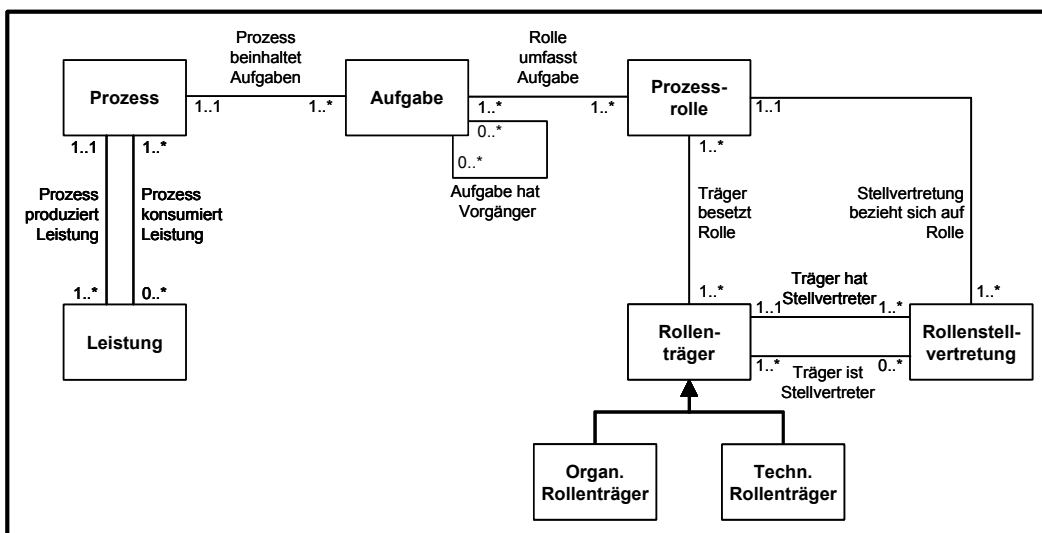 Prozess
beinhaltet
Aufgaben
Rolle
umfasst
Aufgabe
Prozess
1..1
1..*
Aufgabe
1..*
1..*
Prozess-
rolle
1..1
0..*
0..*
1..1
1..*
1..*
Aufgabe hat
Vorgänger
Prozess
produziert
Leistung
Prozess
konsumiert
Leistung
Träger
besetzt
Rolle
Stellvertretung
bezieht sich auf
Rolle
1..*
0..*
1..*
Träger hat
Stellvertreter
1..*
Leistung
Rollen-
träger
1..1
1..*
Rollenstell-
vertretung
1..*
0..*
Träger ist
Stellvertreter
Organ.
Rollenträger
Techn.
Rollenträger